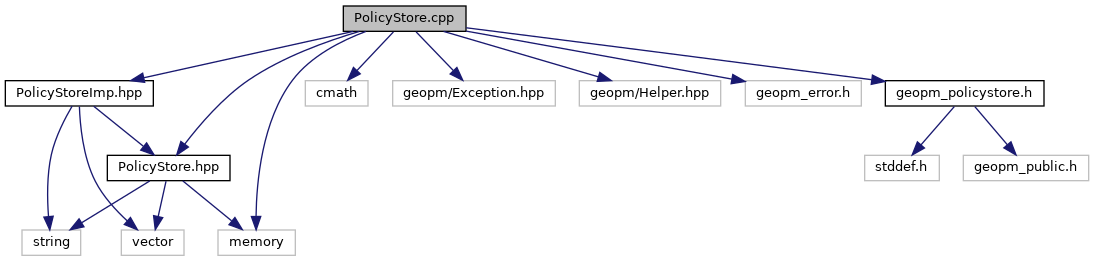 PolicyStore.cpp
PolicyStoreImp.hpp
cmath
geopm/Exception.hpp
geopm/Helper.hpp
geopm_error.h
geopm_policystore.h
PolicyStore.hpp
stddef.h
geopm_public.h
string
vector
memory